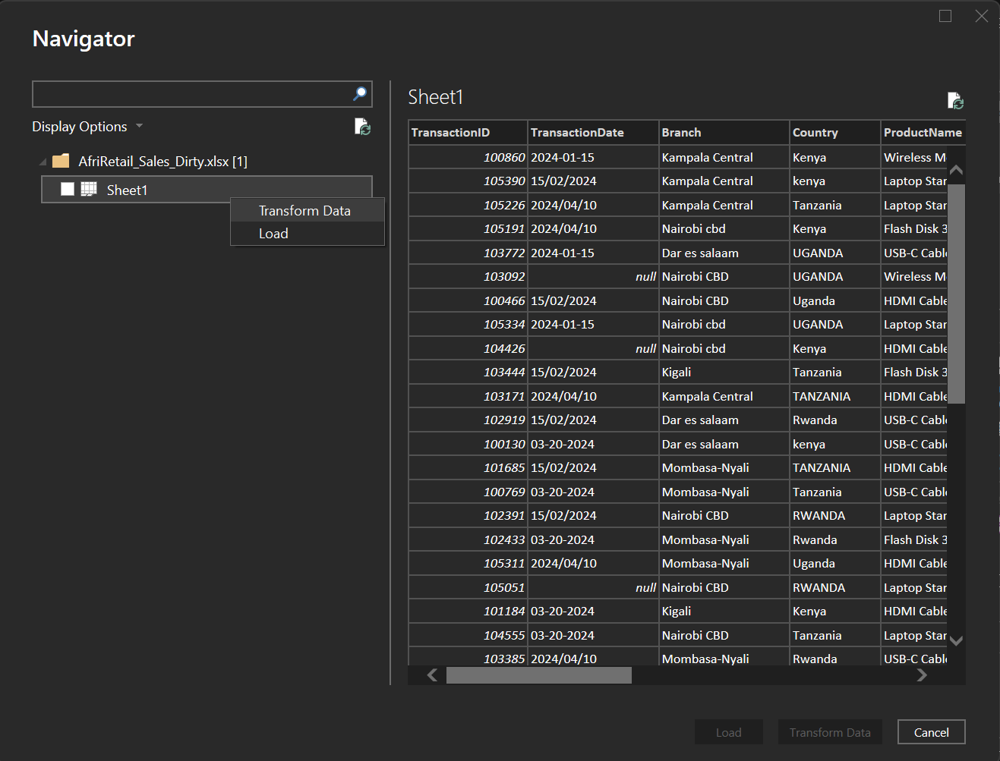 Navigator
Display Options
AfriRetail_Sales_Dirty.xlsx [1]
Sheet1
Transform Data
Load
Sheet1
TransactionID TransactionDate Branch Country ProductName
100860 2024-01-15 Kampala Central Kenya Wireless M
105390 15/02/2024 Kampala Central kenya Laptop Star
105226 2024/04/10 Kampala Central Tanzania Laptop Star
105191 2024/04/10 Nairobi cbd Kenya Flash Disk 3
103772 2024-01-15 Dar es salaam UGANDA USB-C Cable
103092 null Nairobi CBD UGANDA Wireless M
100466 15/02/2024 Nairobi CBD Uganda HDMI Cable
105334 2024-01-15 Nairobi cbd UGANDA Laptop Star
104426 null Nairobi cbd Kenya HDMI Cable
103444 15/02/2024 Kigali Tanzania Flash Disk 3
103171 2024/04/10 Kampala Central TANZANIA HDMI Cable
102919 15/02/2024 Dar es salaam Rwanda USB-C Cable
100130 03-20-2024 Dar es salaam kenya USB-C Cable
101685 15/02/2024 Mombasa-Nyali TANZANIA HDMI Cable
100769 03-20-2024 Mombasa-Nyali Tanzania USB-C Cable
102391 15/02/2024 Nairobi CBD RWANDA Laptop Star
102433 03-20-2024 Mombasa-Nyali Rwanda Flash Disk 3
105311 2024/04/10 Mombasa-Nyali Uganda HDMI Cable
105051 null Nairobi CBD RWANDA Laptop Star
101184 03-20-2024 Kigali Kenya HDMI Cable
104555 03-20-2024 Nairobi CBD Tanzania Laptop Star
103385 2024/04/10 Mombasa-Nyali Rwanda USB-C Cable
Load Transform Data Cancel